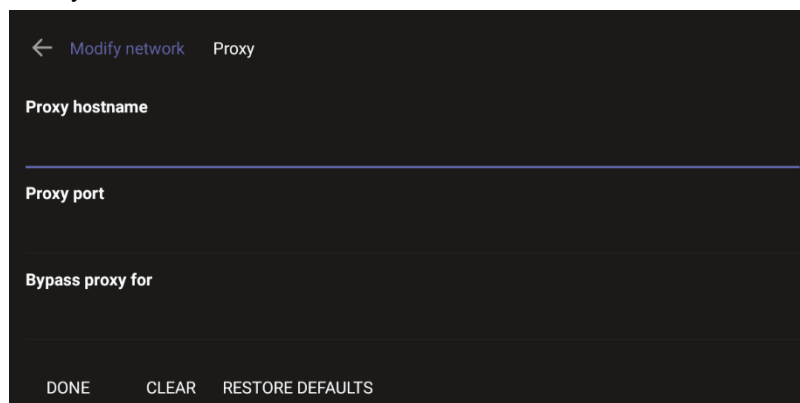 Modify network Proxy
Proxy hostname
Proxy port
Bypass proxy for
DONE CLEAR RESTORE DEFAULTS